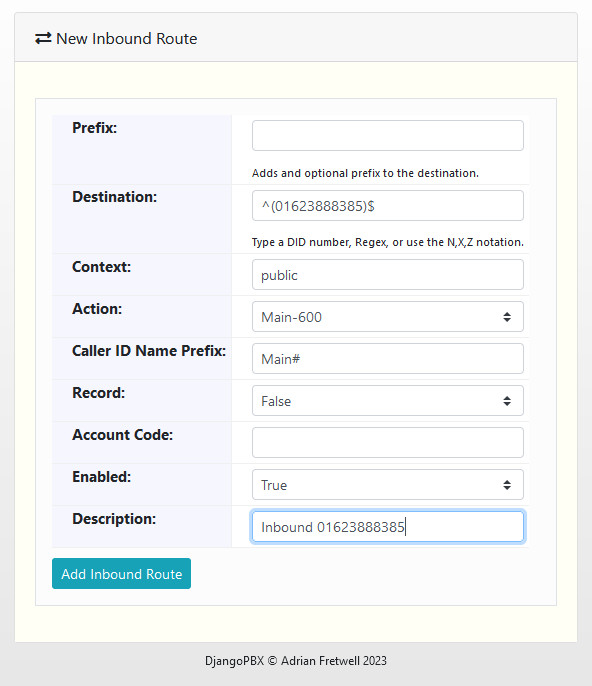 New Inbound Route
Prefix:
Adds and optional prefix to the destination.
Destination: ^(01623888385)$
Type a DID number, Regex, or use the N,X,Z notation.
Context: public
Action: Main-600
Caller ID Name Prefix: Main#
Record: False
Account Code:
Enabled: True
Description: Inbound 01623888385
Add Inbound Route
DjangoPBX © Adrian Fretwell 2023